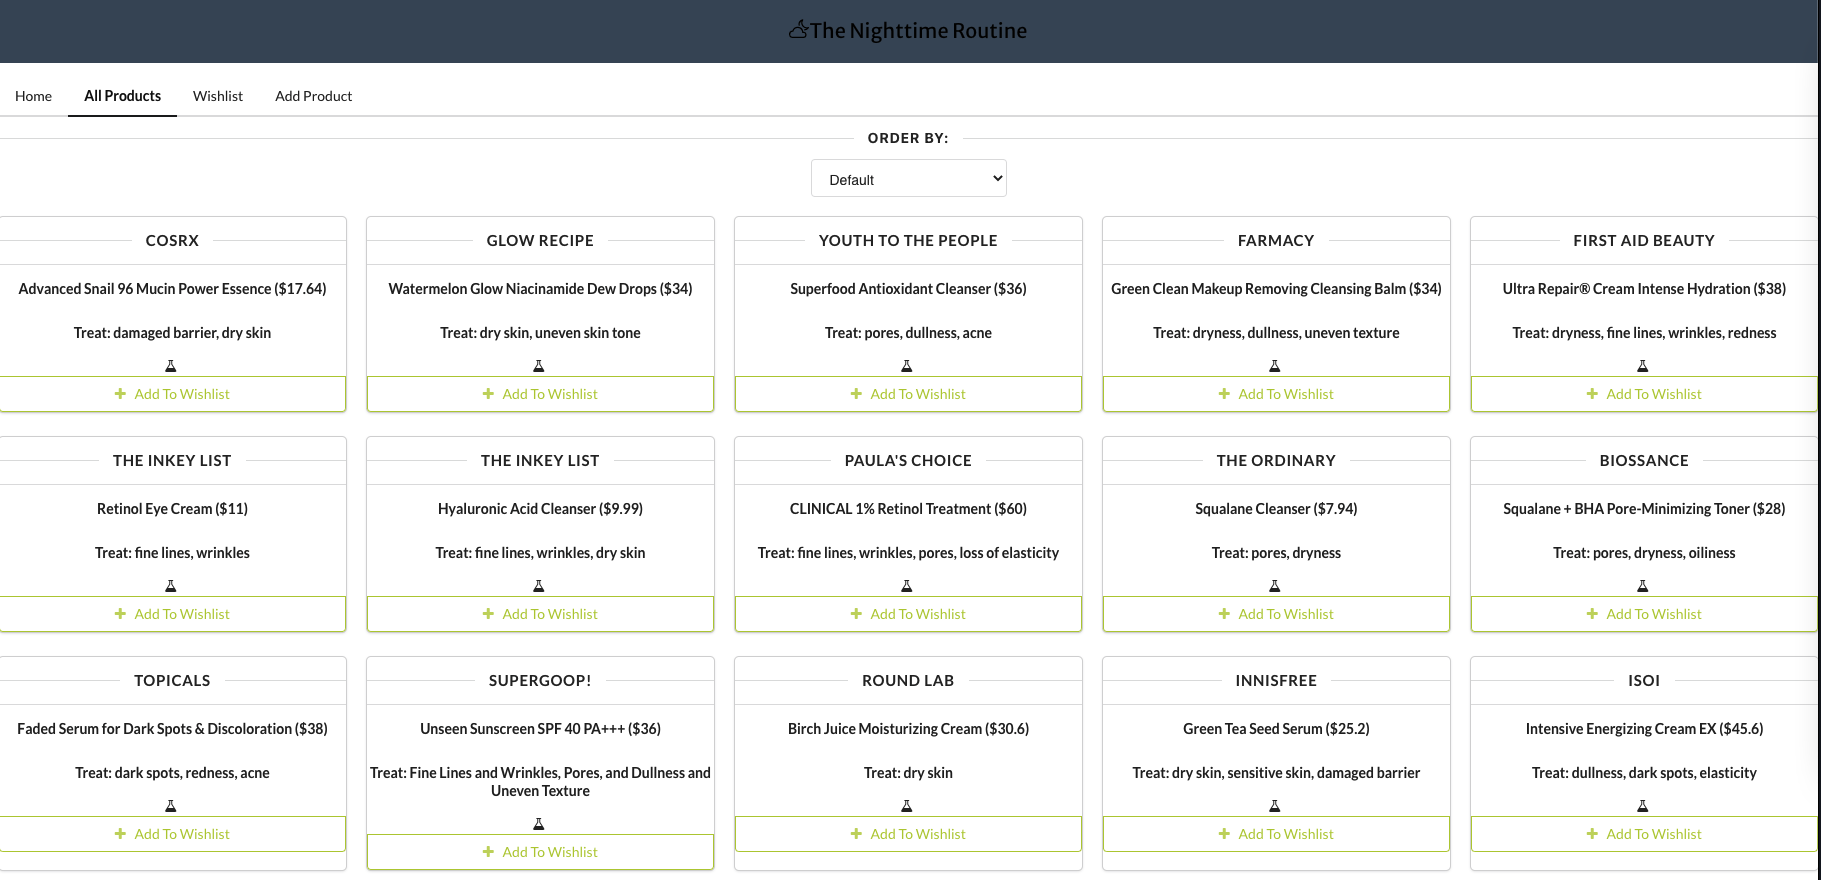 The Nighttime Routine
Home
All Products
Wishlist
Add Product
ORDER BY:
Default
COSRX
Advanced Snail 96 Mucin Power Essence ($17.64)
Treat: damaged barrier, dry skin
Add To Wishlist
GLOW RECIPE
Watermelon Glow Niacinamide Dew Drops ($34)
Treat: dry skin, uneven skin tone
Add To Wishlist
YOUTH TO THE PEOPLE
Superfood Antioxidant Cleanser ($36)
Treat: pores, dullness, acne
Add To Wishlist
FARMACY
Green Clean Makeup Removing Cleansing Balm ($34)
Treat: dryness, dullness, uneven texture
Add To Wishlist
FIRST AID BEAUTY
Ultra Repair® Cream Intense Hydration ($38)
Treat: dryness, fine lines, wrinkles, redness
Add To Wishlist
THE INKEY LIST
Retinol Eye Cream ($11)
Treat: fine lines, wrinkles
Add To Wishlist
THE INKEY LIST
Hyaluronic Acid Cleanser ($9.99)
Treat: fine lines, wrinkles, dry skin
Add To Wishlist
PAULA'S CHOICE
CLINICAL 1% Retinol Treatment ($60)
Treat: fine lines, wrinkles, pores, loss of elasticity
Add To Wishlist
THE ORDINARY
Squalane Cleanser ($7.94)
Treat: pores, dryness
Add To Wishlist
BIOSSANCE
Squalane + BHA Pore-Minimizing Toner ($28)
Treat: pores, dryness, oiliness
Add To Wishlist
TOPICALS
Faded Serum for Dark Spots & Discoloration ($38)
Treat: dark spots, redness, acne
Add To Wishlist
SUPERGOOP!
Unseen Sunscreen SPF 40 PA+++ ($36)
Treat: Fine Lines and Wrinkles, Pores, and Dullness and
Uneven Texture
Add To Wishlist
ROUND LAB
Birch Juice Moisturizing Cream ($30.6)
Treat: dry skin
Add To Wishlist
INNISFREE
Green Tea Seed Serum ($25.2)
Treat: dry skin, sensitive skin, damaged barrier
Add To Wishlist
ISOI
Intensive Energizing Cream EX ($45.6)
Treat: dullness, dark spots, elasticity
Add To Wishlist